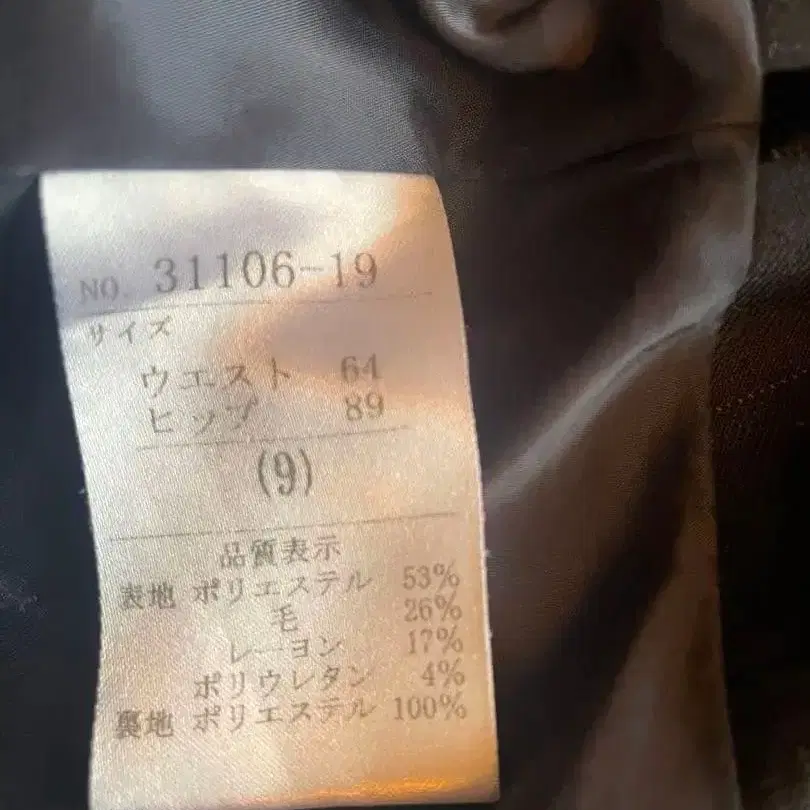 NO. 31106-19
サイズ
ウエスト 64
ヒップ 89
(9)
品質表示
表地 ポリエステル 53%
毛 26%
レーヨン 17%
ポリウレタン 4%
裏地 ポリエステル 100%